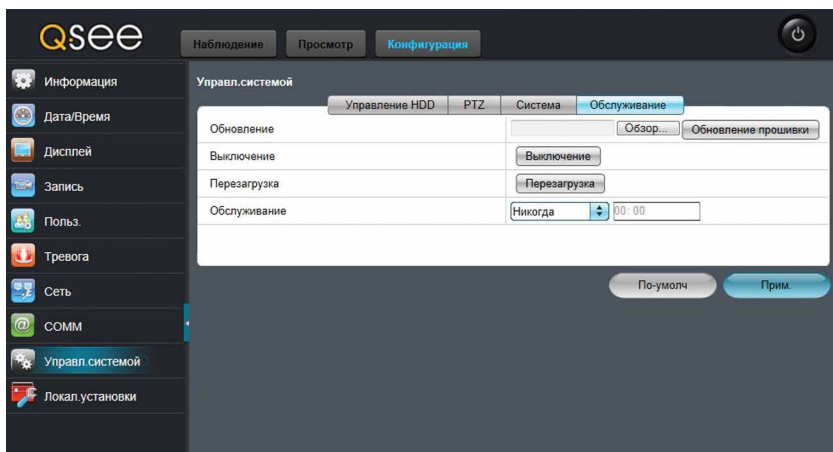 Qsee
Наблюдение Просмотр Конфигурация
Информация
Дата/Время
Дисплей
Запись
Польз.
Тревога
Сеть
COMM
Управл.системой
Локал.установки
Управл.системой
Управление HDD PTZ Система Обслуживание
Обновление Обзор... Обновление прошивки
Выключение Выключение
Перезагрузка Перезагрузка
Обслуживание Никогда 00: 00
По-умолч Прим.